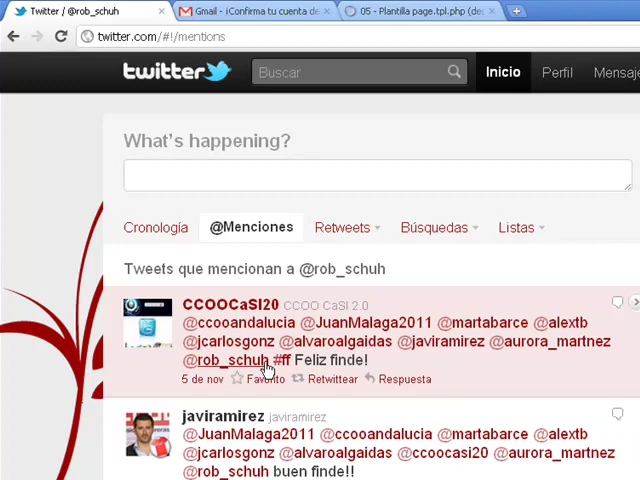 Twitter / @rob_schuh
Gmail - ¡Confirma tu cuenta de
05 - Plantilla page.tpl.php (de
twitter.com/#!/mentions
twitter
Buscar
Inicio
Perfil
Mensaj
What's happening?
Cronología
@Menciones
Retweets
Búsquedas
Listas
Tweets que mencionan a @rob_schuh
CCOOCaSI20 CCOO CaSI 2.0
@ccooandalucia @JuanMalaga2011 @martabarce @alextb
@jcarlosgonz @alvaroalgaidas @javiramirez @aurora_martnez
@rob_schuh #ff Feliz finde!
5 de nov Favorito Retwittear Respuesta
javiramirez javiramirez
@JuanMalaga2011 @ccooandalucia @martabarce @alextb
@jcarlosgonz @alvaroalgaidas @ccoocasi20 @aurora_martnez
@rob_schuh buen finde!!